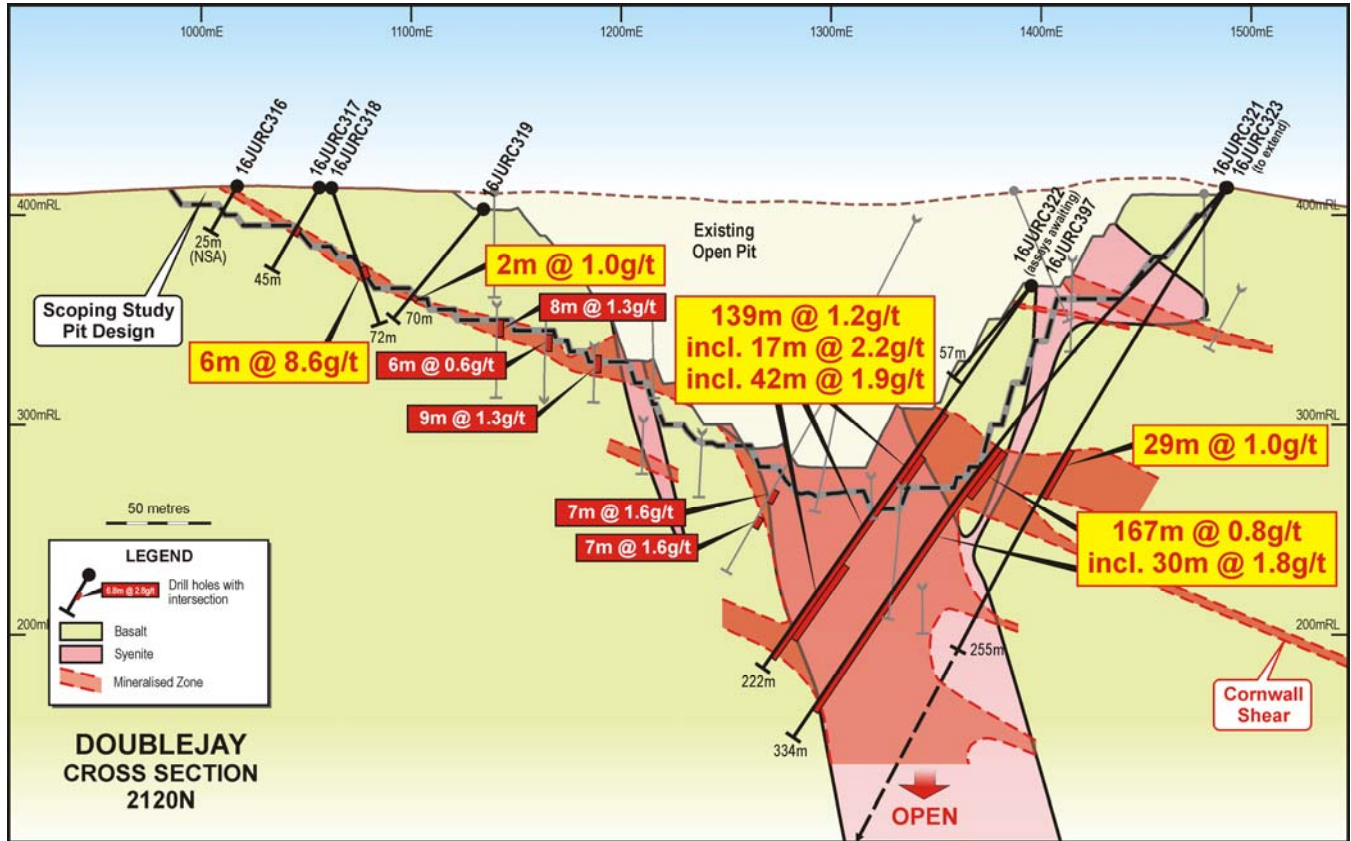 1000mE
1100mE
1200mE
1300mE
1400mE
1500mE
16JURC316
16JURC317
16JURC318
16JURC319
16JURC322
(assays awaiting)
16JURC397
16JURC321
16JURC323
(to extend)
400mRL
400mRL
25m
(NSA)
45m
72m
70m
57m
Existing
Open Pit
Scoping Study
Pit Design
2m @ 1.0g/t
6m @ 8.6g/t
8m @ 1.3g/t
6m @ 0.6g/t
9m @ 1.3g/t
139m @ 1.2g/t
incl. 17m @ 2.2g/t
incl. 42m @ 1.9g/t
300mRL
300mRL
29m @ 1.0g/t
7m @ 1.6g/t
7m @ 1.6g/t
167m @ 0.8g/t
incl. 30m @ 1.8g/t
50 metres
LEGEND
6.8m @ 2.8g/t
Drill holes with
intersection
Basalt
Syenite
Mineralised Zone
200mRL
200mRL
222m
255m
334m
Cornwall
Shear
DOUBLEJAY
CROSS SECTION
2120N
OPEN